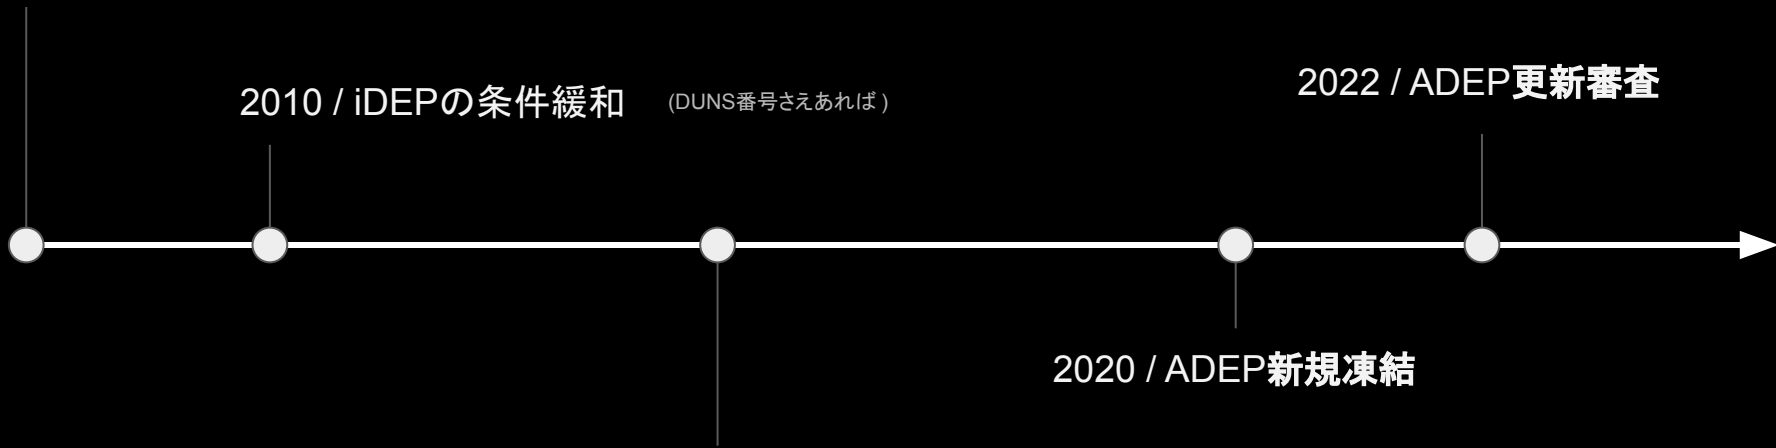 2022 / ADEP更新審査
2010 / iDEPの条件緩和 (DUNS番号さえあれば)
2020 / ADEP新規凍結